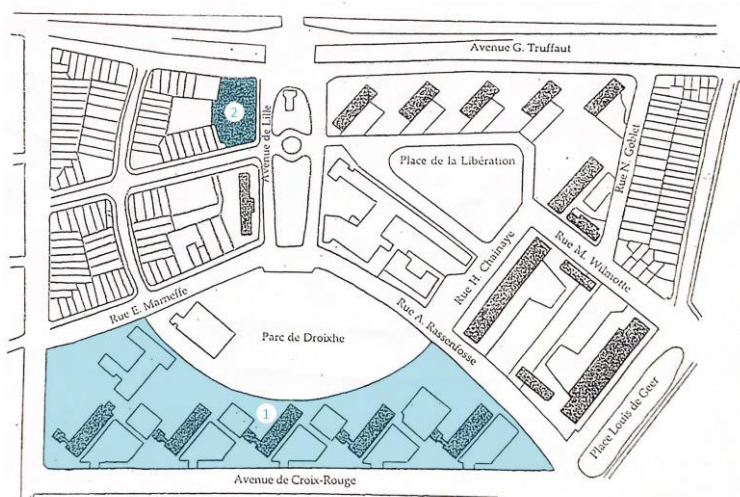 Avenue G. Truffaut
2
Avenue de Lille
Place de la Libération
Rue N. Goblet
Rue H. Chainaye
Rue M. Wilmotte
Rue E. Marneffe
Rue A. Rassenfosse
Parc de Droixhe
Place Louis de Geer
1
Avenue de Croix-Rouge